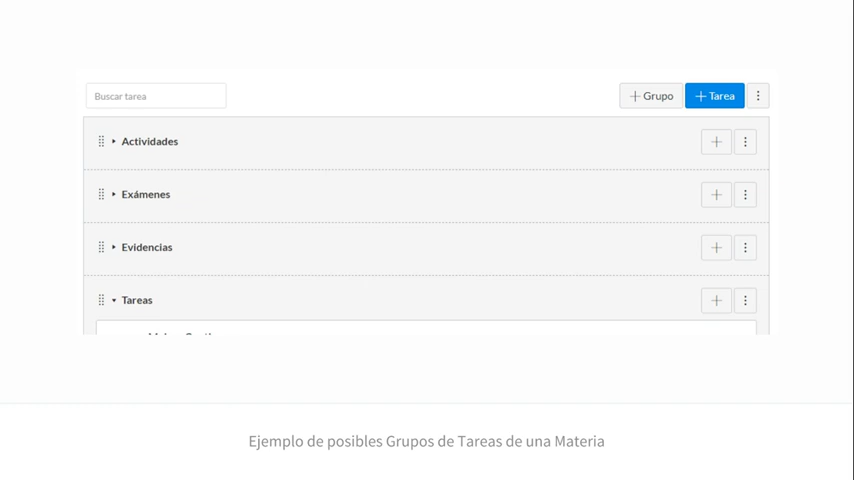 Buscar tarea
+ Grupo
+ Tarea
Actividades
Exámenes
Evidencias
Tareas
Ejemplo de posibles Grupos de Tareas de una Materia